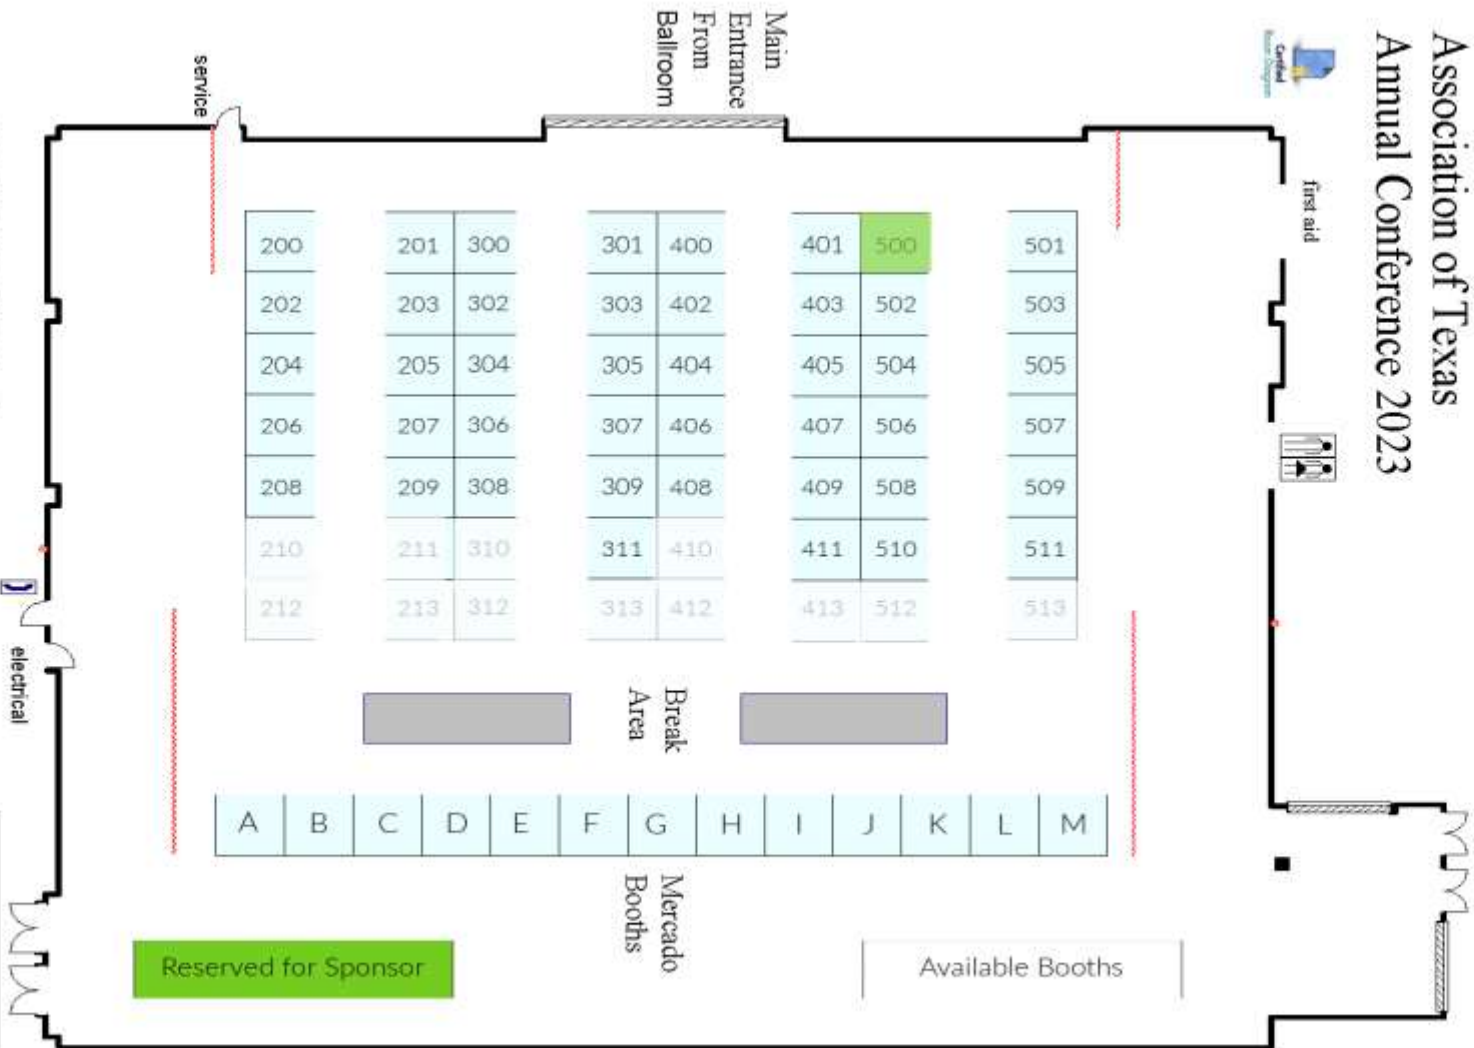 Association of Texas
Annual Conference 2023
Certified
Room Diagram
Main
Entrance
From
Ballroom
service
first aid
200 201 300 301 400 401 500 501
202 203 302 303 402 403 502 503
204 205 304 305 404 405 504 505
206 207 306 307 406 407 506 507
208 209 308 309 408 409 508 509
210 211 310 311 410 411 510 511
212 213 312 313 412 413 512 513
electrical
Break
Area
A B C D E F G H I J K L M
Mercado
Booths
Reserved for Sponsor
Available Booths